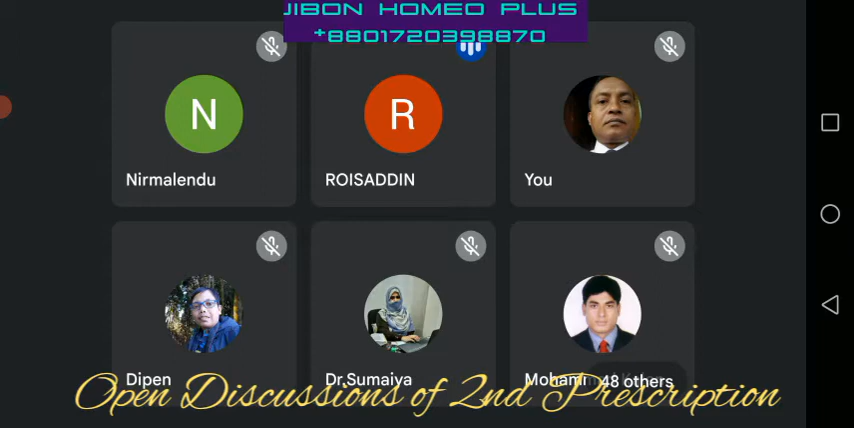 JIBON HOMEO PLUS
+8801720398870
N
R
Nirmalendu
ROISADDIN
You
Dipen
Dr.Sumaiya
48 others
Open Discussions of 2nd Prescription